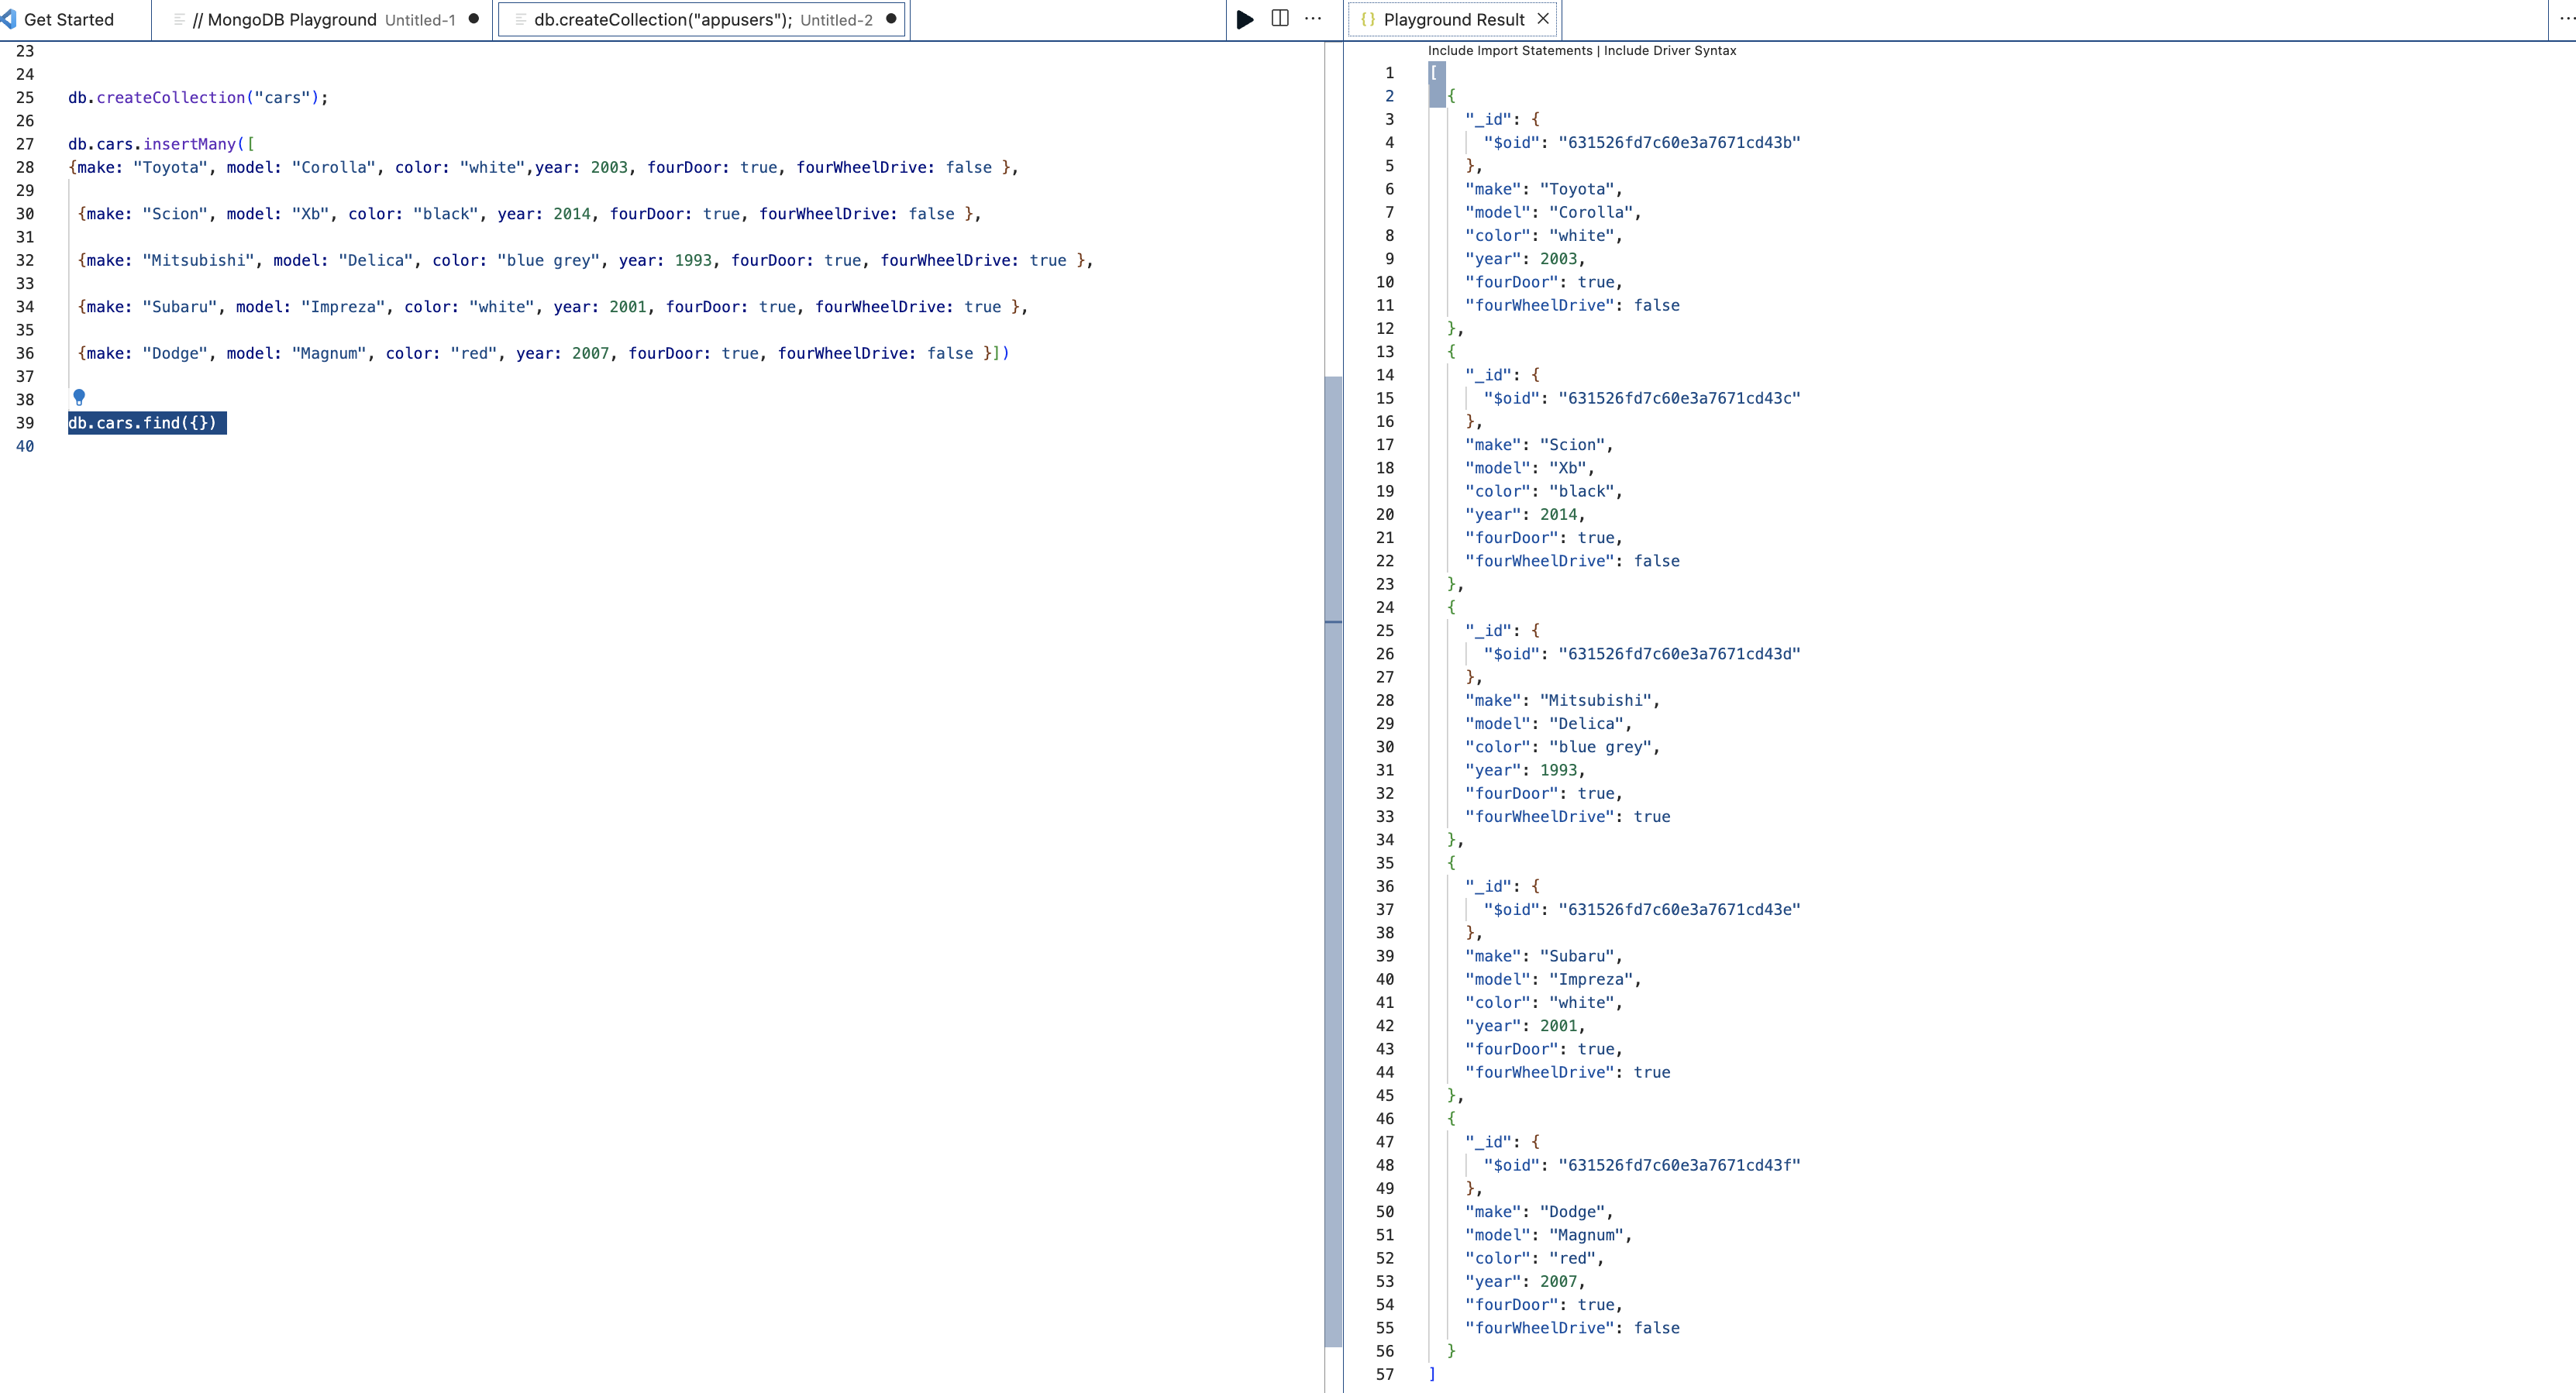 Get Started
// MongoDB Playground Untitled-1
db.createCollection("appusers"); Untitled-2
23
24
25 db.createCollection("cars");
26
27 db.cars.insertMany([
28 {make: "Toyota", model: "Corolla", color: "white",year: 2003, fourDoor: true, fourWheelDrive: false },
29
30 {make: "Scion", model: "Xb", color: "black", year: 2014, fourDoor: true, fourWheelDrive: false },
31
32 {make: "Mitsubishi", model: "Delica", color: "blue grey", year: 1993, fourDoor: true, fourWheelDrive: true },
33
34 {make: "Subaru", model: "Impreza", color: "white", year: 2001, fourDoor: true, fourWheelDrive: true },
35
36 {make: "Dodge", model: "Magnum", color: "red", year: 2007, fourDoor: true, fourWheelDrive: false }])
37
38
39 db.cars.find({})
40
{} Playground Result
Include Import Statements | Include Driver Syntax
1 [
2 {
3 "_id": {
4 "$oid": "631526fd7c60e3a7671cd43b"
5 },
6 "make": "Toyota",
7 "model": "Corolla",
8 "color": "white",
9 "year": 2003,
10 "fourDoor": true,
11 "fourWheelDrive": false
12 },
13 {
14 "_id": {
15 "$oid": "631526fd7c60e3a7671cd43c"
16 },
17 "make": "Scion",
18 "model": "Xb",
19 "color": "black",
20 "year": 2014,
21 "fourDoor": true,
22 "fourWheelDrive": false
23 },
24 {
25 "_id": {
26 "$oid": "631526fd7c60e3a7671cd43d"
27 },
28 "make": "Mitsubishi",
29 "model": "Delica",
30 "color": "blue grey",
31 "year": 1993,
32 "fourDoor": true,
33 "fourWheelDrive": true
34 },
35 {
36 "_id": {
37 "$oid": "631526fd7c60e3a7671cd43e"
38 },
39 "make": "Subaru",
40 "model": "Impreza",
41 "color": "white",
42 "year": 2001,
43 "fourDoor": true,
44 "fourWheelDrive": true
45 },
46 {
47 "_id": {
48 "$oid": "631526fd7c60e3a7671cd43f"
49 },
50 "make": "Dodge",
51 "model": "Magnum",
52 "color": "red",
53 "year": 2007,
54 "fourDoor": true,
55 "fourWheelDrive": false
56 }
57 ]